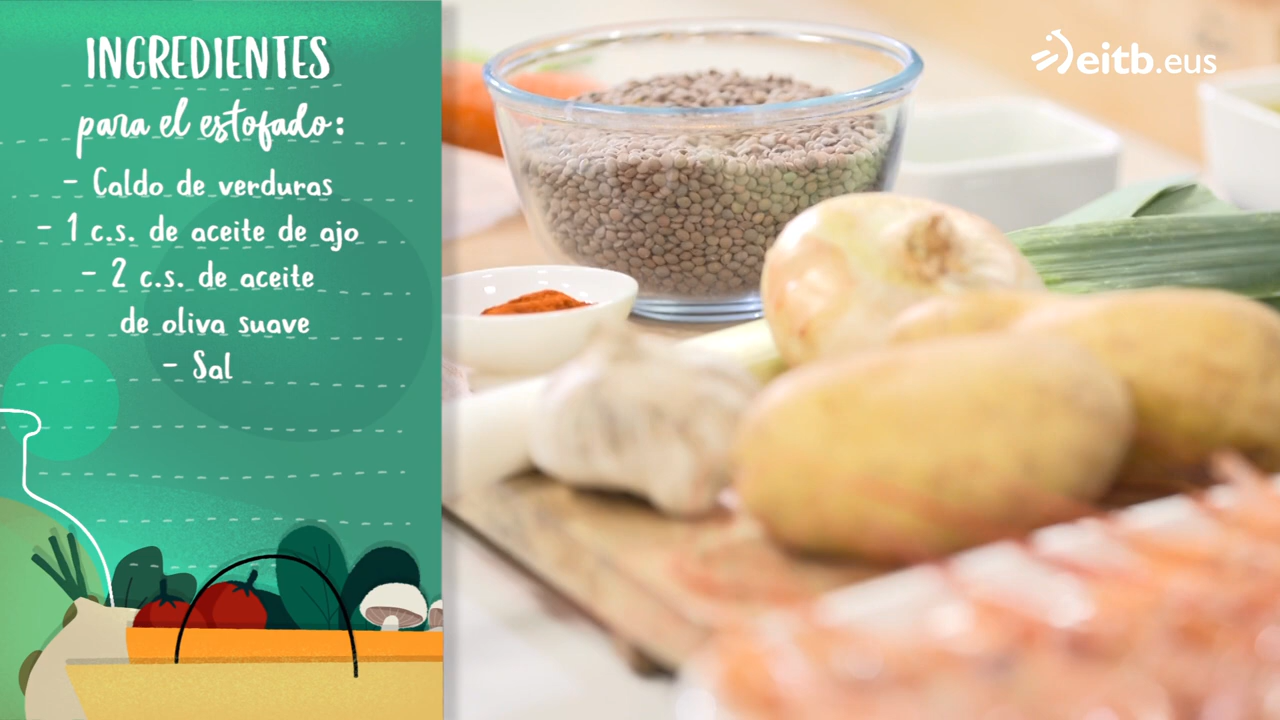 INGREDIENTES
para el estofado:
- Caldo de verduras
- 1 c.s. de aceite de ajo
- 2 c.s. de aceite
de oliva suave
- Sal
eitb.eus